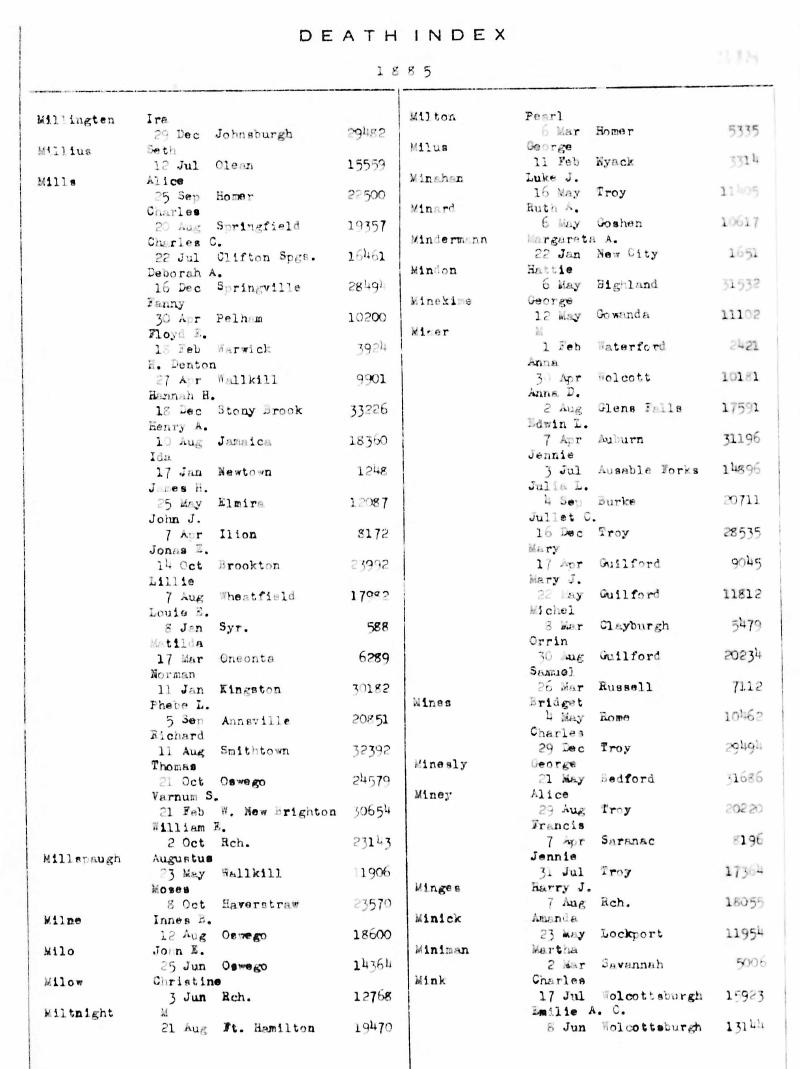 DEATH INDEX
1885
Millington Ira
29 Dec Johnsburgh 29482
Millius Seth
12 Jul Olean 15559
Mills Alice
25 Sep Homer 22500
Charles
20 Aug Springfield 19357
Charles C.
22 Jul Clifton Spgs. 16461
Deborah A.
16 Dec Springville 28494
Fanny
30 Apr Pelham 10200
Floyd E.
18 Feb Warwick 3924
H. Denton
27 Apr Wallkill 9901
Hannah H.
18 Dec Stony Brook 33226
Henry A.
10 Aug Jamaica 18360
Ida
17 Jan Newtown 1248
James H.
25 May Elmira 12087
John J.
7 Apr Ilion 8172
Jonas E.
14 Oct Brookton 23992
Lillie
7 Aug Wheatfield 17982
Louie E.
8 Jan Syr. 588
Matilda
17 Mar Oneonta 6289
Norman
11 Jan Kingston 30182
Phebe L.
5 Sep Annsville 20851
Richard
11 Aug Smithtown 32392
Thomas
21 Oct Oswego 24579
Varnum S.
21 Feb W. New Brighton 30654
William E.
2 Oct Rch. 23143
Millspaugh Augustus
23 May Wallkill 11906
Moses
8 Oct Haverstraw 23570
Milne Innes B.
12 Aug Oswego 18600
Milo John E.
25 Jun Oswego 14364
Milow Christine
3 Jun Rch. 12768
Miltnight M
21 Aug Ft. Hamilton 19470
Milton Pearl
6 Mar Homer 5335
Milus George
11 Feb Nyack 3314
Minahan Luke J.
16 May Troy 11405
Minard Ruth A.
6 May Goshen 10617
Mindermann Margareta A.
22 Jan New City 1651
Mindon Hattie
6 May Highland 31532
Minekime George
12 May Gowanda 11102
Miner M
1 Feb Waterford 2421
Anna
30 Apr Wolcott 10181
Anna D.
2 Aug Glens Falls 17591
Edwin L.
7 Apr Auburn 31196
Jennie
3 Jul Ausable Forks 14896
Julia L.
4 Sep Burke 20711
Juliet C.
16 Dec Troy 28535
Mary
17 Apr Guilford 9045
Mary J.
22 May Guilford 11812
Michel
8 Mar Clayburgh 5479
Orrin
30 Aug Guilford 20234
Samuel
26 Mar Russell 7112
Mines Bridget
4 May Rome 10462
Charles
29 Dec Troy 29494
Minesly George
21 May Bedford 31686
Miney Alice
29 Aug Troy 20220
Francis
7 Apr Saranac 8196
Jennie
31 Jul Troy 17364
Minges Harry J.
7 Aug Rch. 18055
Minick Amanda
23 May Lockport 11954
Miniman Martha
2 Mar Savannah 5006
Mink Charles
17 Jul Wolcottsburgh 15923
Emilie A. C.
8 Jun Wolcottsburgh 13144